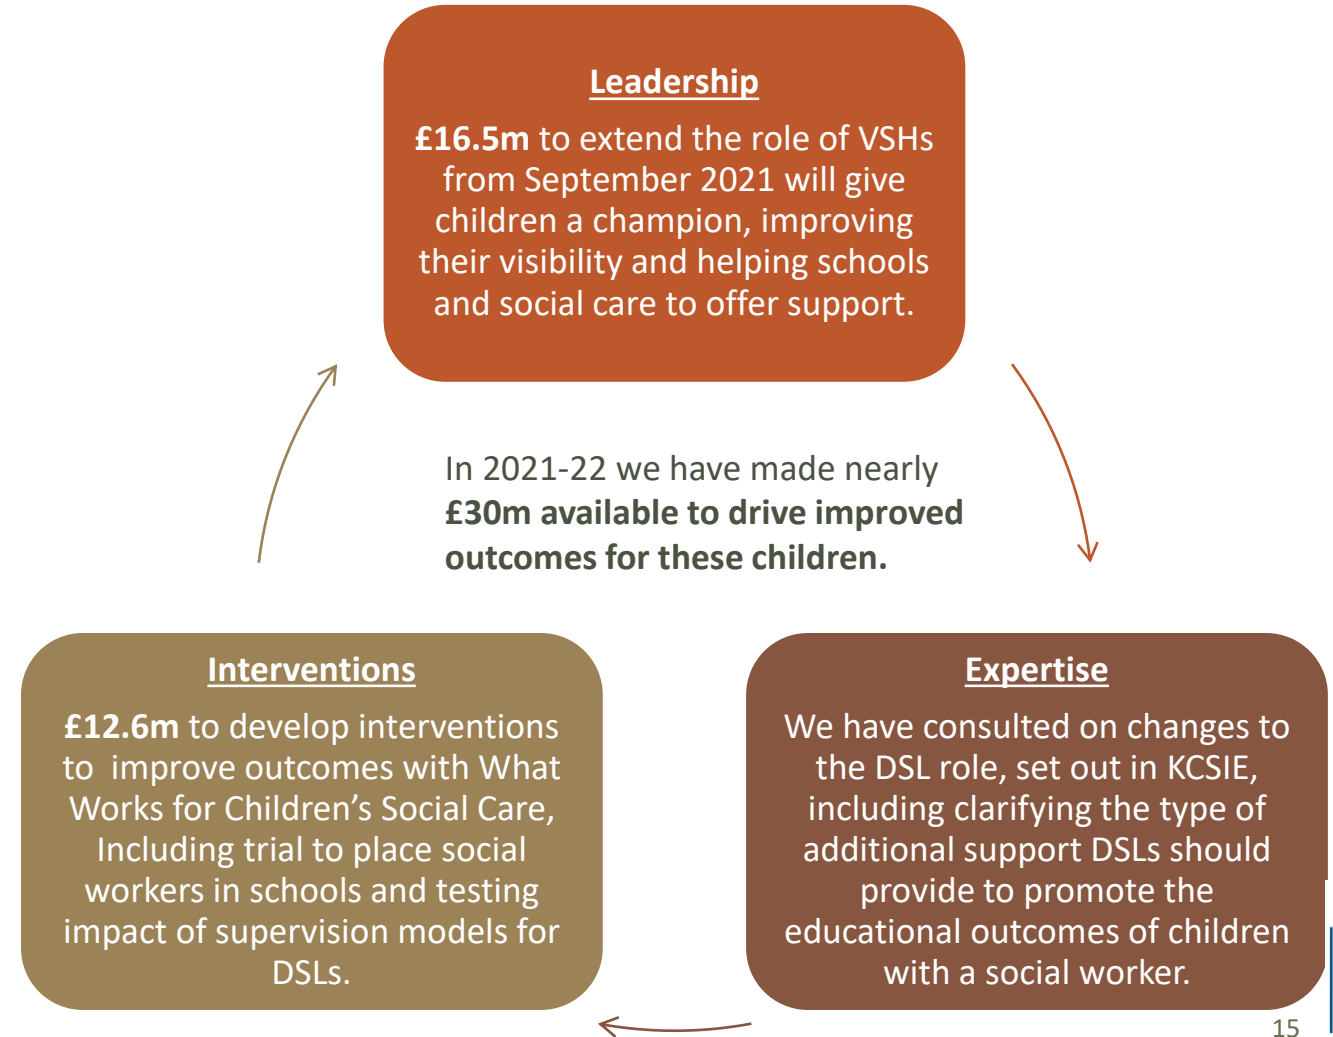 Leadership
£16.5m to extend the role of VSHs
from September 2021 will give
children a champion, improving
their visibility and helping schools
and social care to offer support.
In 2021-22 we have made nearly
£30m available to drive improved
outcomes for these children.
Interventions
£12.6m to develop interventions
to  improve outcomes with What
Works for Children’s Social Care,
Including trial to place social
workers in schools and testing
impact of supervision models for
DSLs.
Expertise
We have consulted on changes to
the DSL role, set out in KCSIE,
including clarifying the type of
additional support DSLs should
provide to promote the
educational outcomes of children
with a social worker.
15